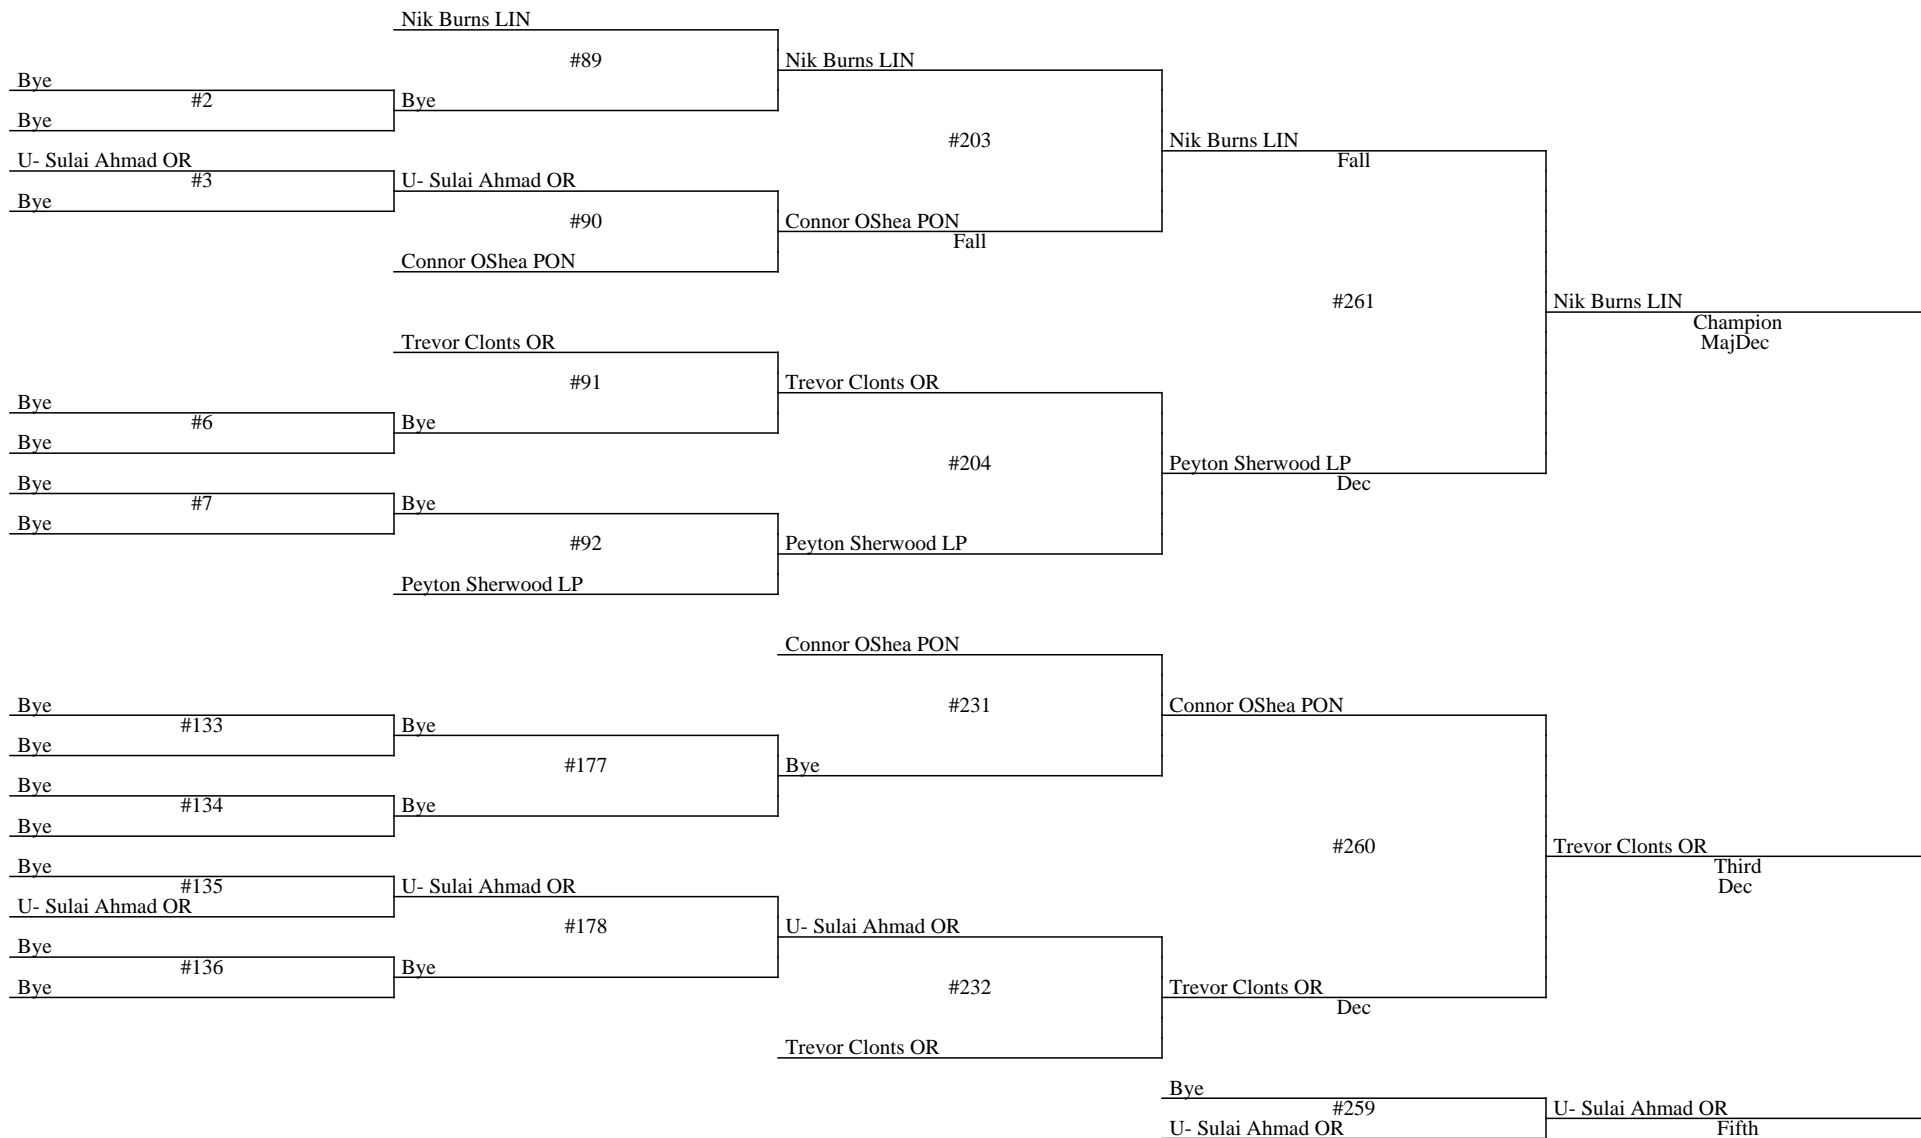 Nik Burns LIN
#89
Nik Burns LIN
Bye
#2
Bye
Bye
#203
Nik Burns LIN
Fall
U- Sulai Ahmad OR
#3
U- Sulai Ahmad OR
Bye
#90
Connor OShea PON
Fall
Connor OShea PON
#261
Nik Burns LIN
Champion
MajDec
Trevor Clonts OR
#91
Trevor Clonts OR
Bye
#6
Bye
Bye
#204
Peyton Sherwood LP
Dec
Bye
#7
Bye
Bye
#92
Peyton Sherwood LP
Peyton Sherwood LP
Connor OShea PON
#231
Connor OShea PON
Bye
#133
Bye
Bye
#177
Bye
Bye
#134
Bye
Bye
#260
Trevor Clonts OR
Third
Dec
Bye
#135
U- Sulai Ahmad OR
U- Sulai Ahmad OR
#178
U- Sulai Ahmad OR
Bye
#136
Bye
Bye
#232
Trevor Clonts OR
Dec
Trevor Clonts OR
Bye
#259
U- Sulai Ahmad OR
U- Sulai Ahmad OR
Fifth